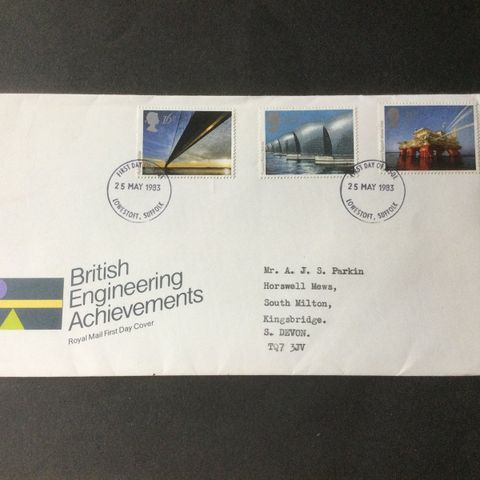 16p
FIRST DAY OF ISSUE
25 MAY 1983
LOWESTOFT, SUFFOLK
FIRST DAY OF ISSUE
25 MAY 1983
LOWESTOFT, SUFFOLK
British
Engineering
Achievements
Royal Mail First Day Cover
Mr. A. J. S. Parkin
Horswell Mews,
South Milton,
Kingsbridge.
S. DEVON.
TQ7 3JV